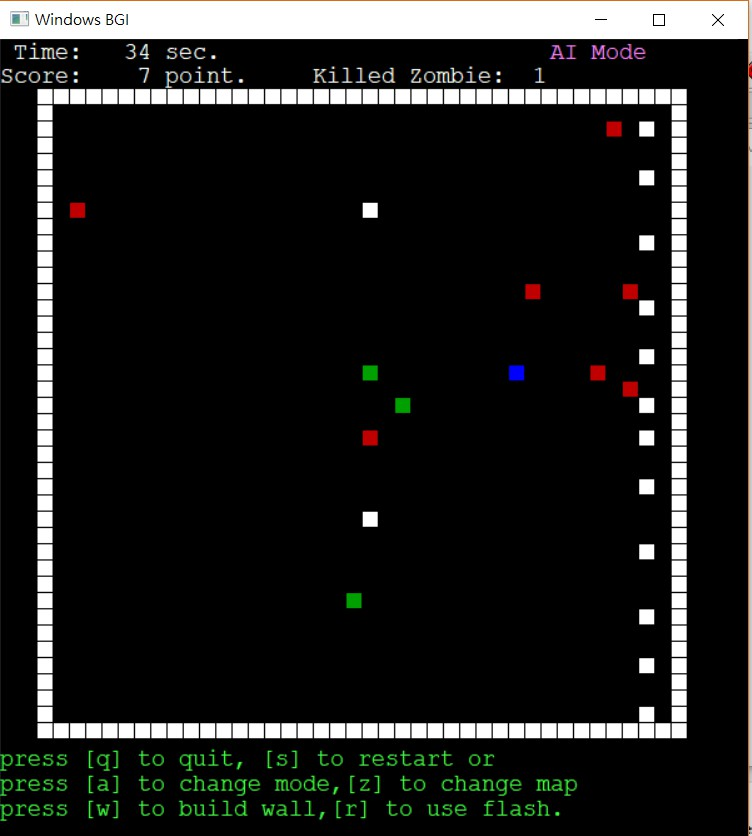 Windows BGI
Time: 34 sec. AI Mode
Score: 7 point. Killed Zombie: 1
press [q] to quit, [s] to restart or
press [a] to change mode,[z] to change map
press [w] to build wall,[r] to use flash.